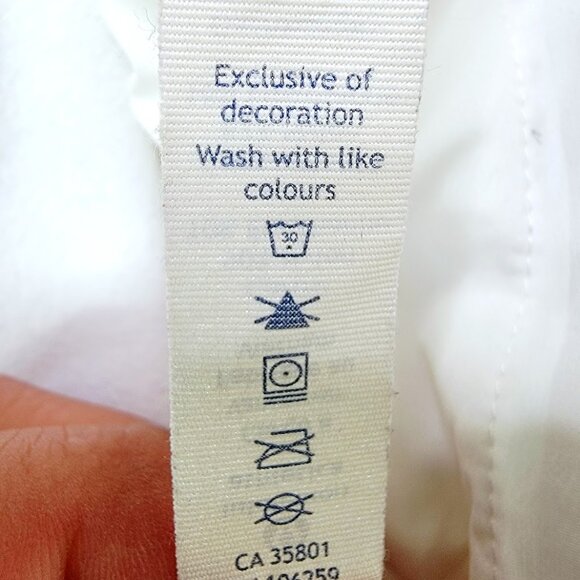 Exclusive of
decoration
Wash with like
colours
30
CA 35801